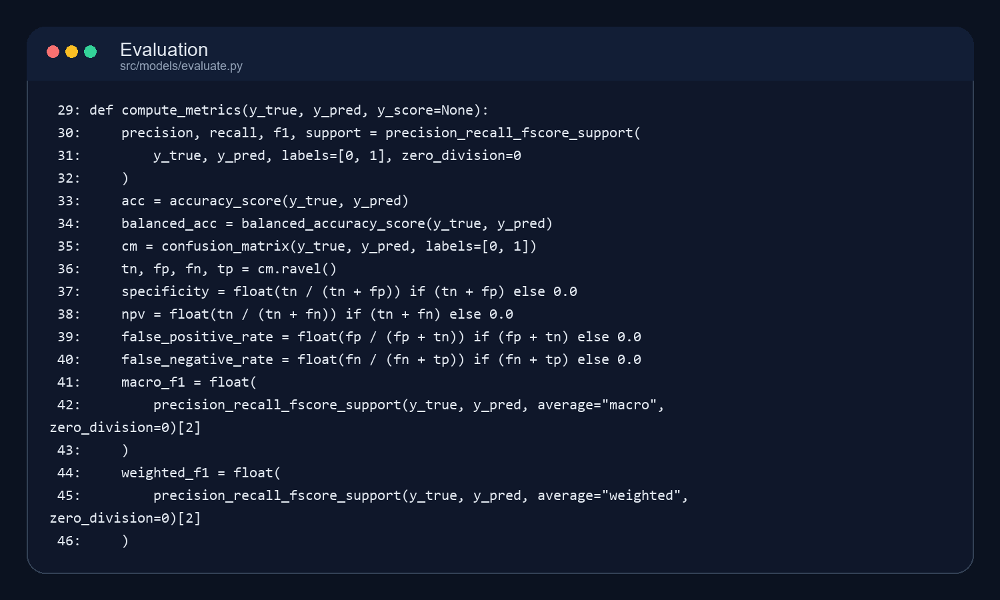 Evaluation
src/models/evaluate.py
29: def compute_metrics(y_true, y_pred, y_score=None):
30:     precision, recall, f1, support = precision_recall_fscore_support(
31:         y_true, y_pred, labels=[0, 1], zero_division=0
32:     )
33:     acc = accuracy_score(y_true, y_pred)
34:     balanced_acc = balanced_accuracy_score(y_true, y_pred)
35:     cm = confusion_matrix(y_true, y_pred, labels=[0, 1])
36:     tn, fp, fn, tp = cm.ravel()
37:     specificity = float(tn / (tn + fp)) if (tn + fp) else 0.0
38:     npv = float(tn / (tn + fn)) if (tn + fn) else 0.0
39:     false_positive_rate = float(fp / (fp + tn)) if (fp + tn) else 0.0
40:     false_negative_rate = float(fn / (fn + tp)) if (fn + tp) else 0.0
41:     macro_f1 = float(
42:         precision_recall_fscore_support(y_true, y_pred, average="macro",
zero_division=0)[2]
43:     )
44:     weighted_f1 = float(
45:         precision_recall_fscore_support(y_true, y_pred, average="weighted",
zero_division=0)[2]
46:     )